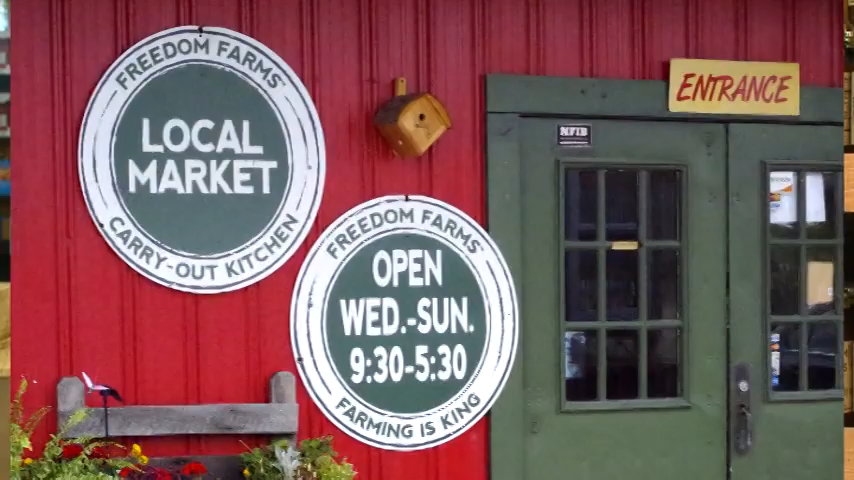 FREEDOM FARMS
LOCAL
MARKET
CARRY-OUT KITCHEN
FREEDOM FARMS
OPEN
WED.-SUN.
9:30-5:30
FARMING IS KING
ENTRANCE
NFIB